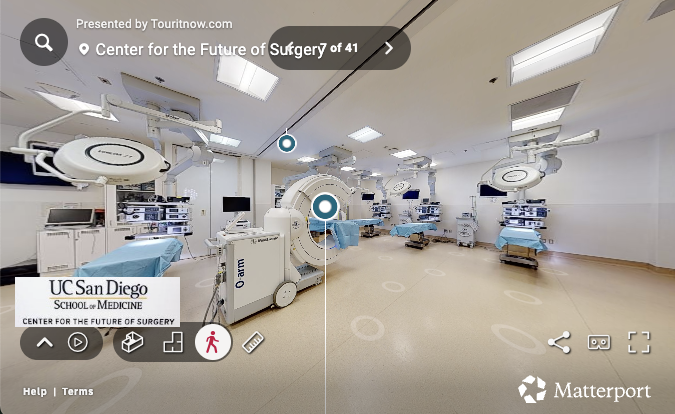 Presented by Touritnow.com
Center for the Future of Surgery
7 of 41
O-arm
UC San Diego
SCHOOL OF MEDICINE
CENTER FOR THE FUTURE OF SURGERY
Help | Terms
Matterport